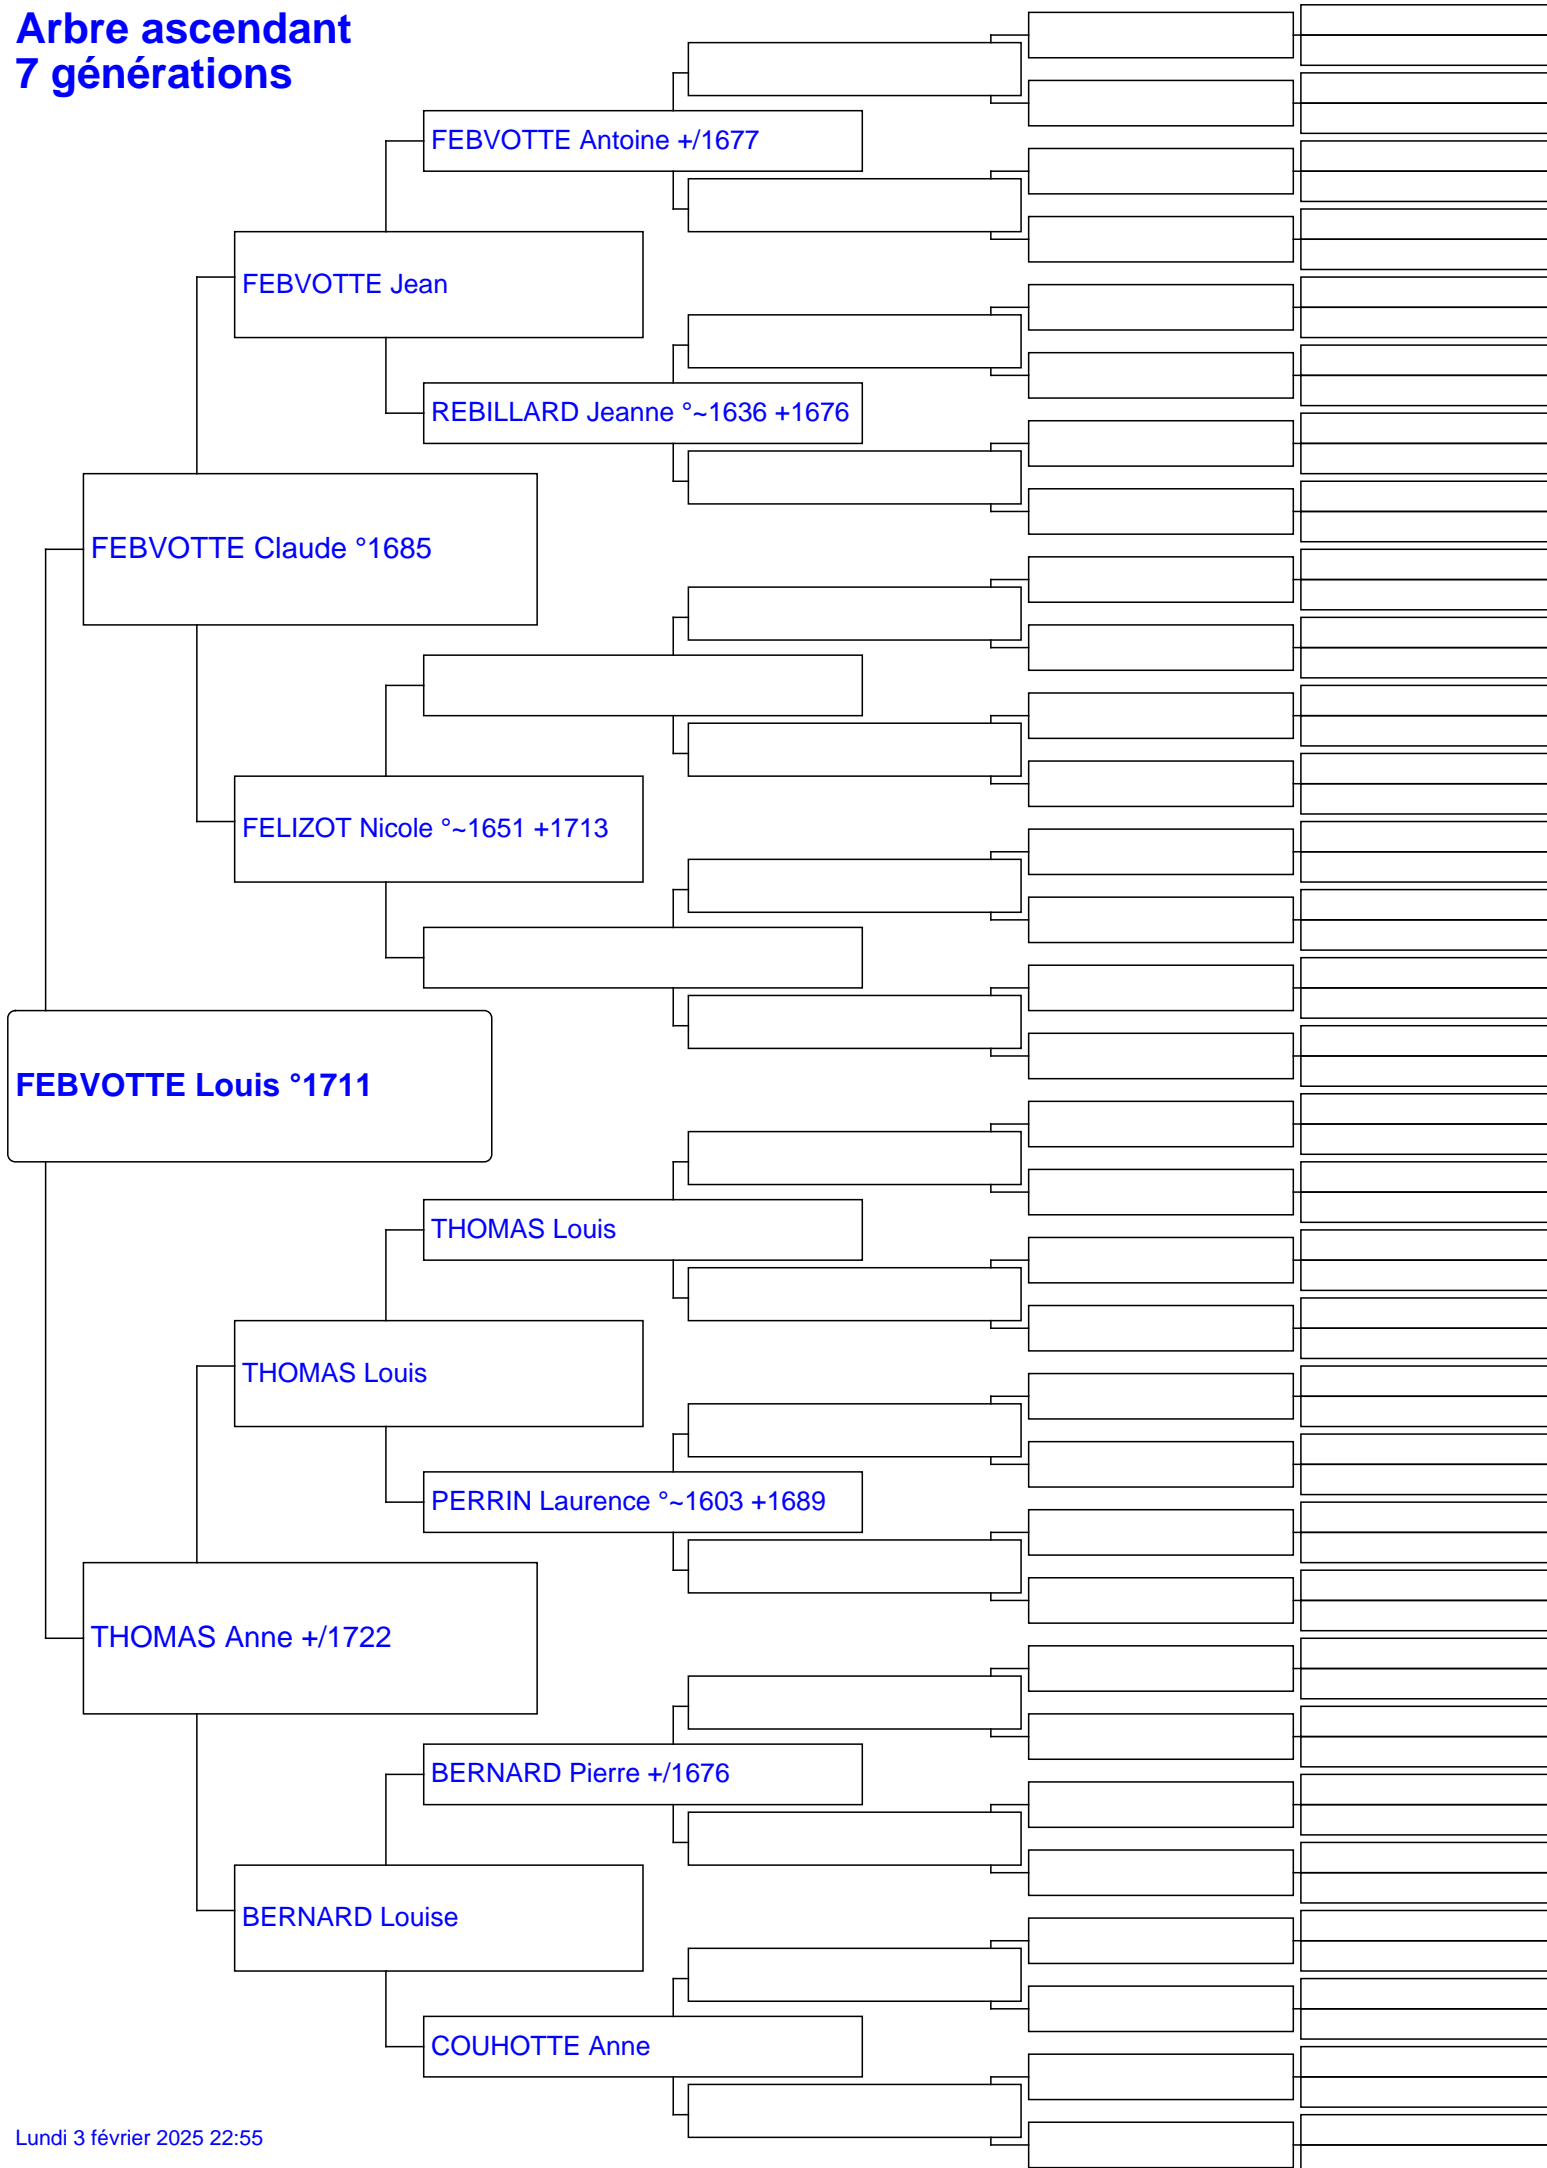 Arbre ascendant
7 générations
FEBVOTTE Antoine +/1677
FEBVOTTE Jean
REBILLARD Jeanne °~1636 +1676
FEBVOTTE Claude °1685
FELIZOT Nicole °~1651 +1713
FEBVOTTE Louis °1711
THOMAS Louis
THOMAS Louis
PERRIN Laurence °~1603 +1689
THOMAS Anne +/1722
BERNARD Pierre +/1676
BERNARD Louise
COUHOTTE Anne
Lundi 3 février 2025 22:55